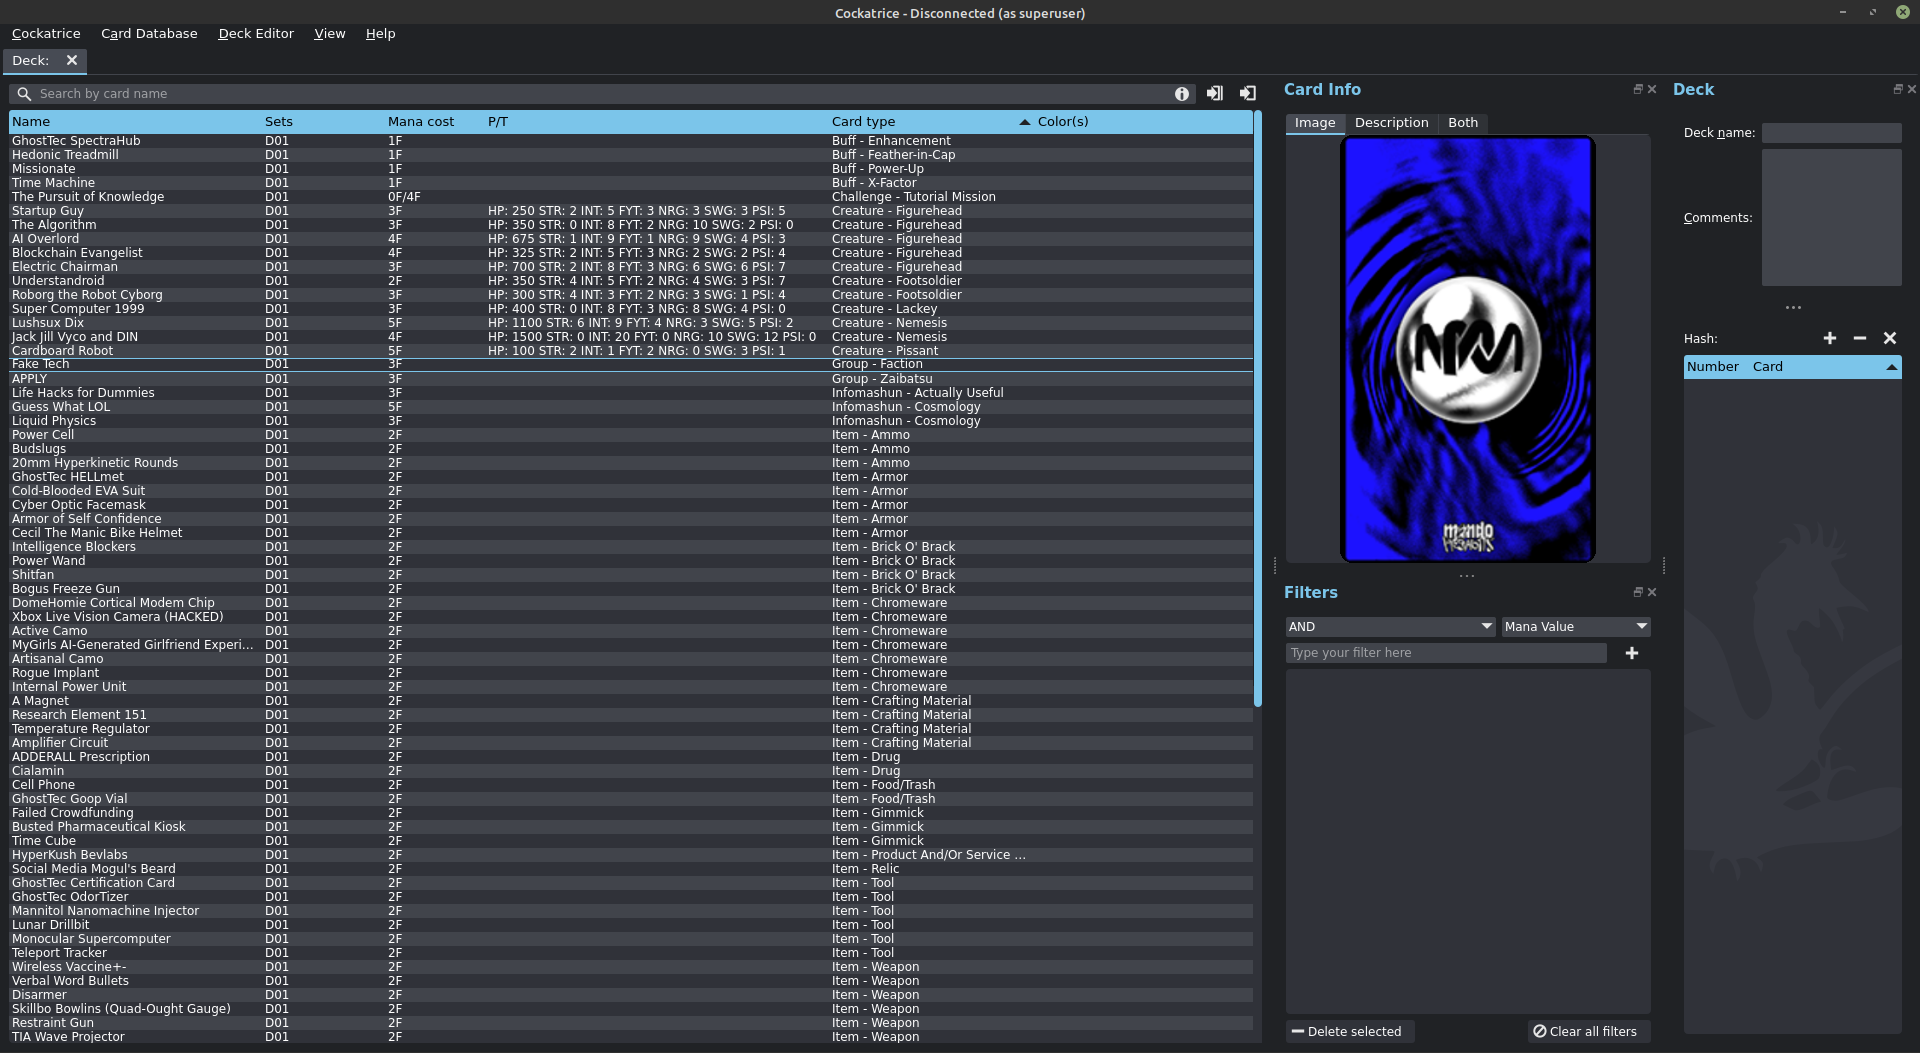 Cockatrice - Disconnected (as superuser)
Cockatrice Card Database Deck Editor View Help
Deck:
Search by card name
Name Sets Mana cost P/T Card type Color(s)
GhostTec SpectraHub D01 1F Buff - Enhancement
Hedonic Treadmill D01 1F Buff - Feather-in-Cap
Missionate D01 1F Buff - Power-Up
Time Machine D01 1F Buff - X-Factor
The Pursuit of Knowledge D01 0F/4F Challenge - Tutorial Mission
Startup Guy D01 3F HP: 250 STR: 2 INT: 5 FYT: 3 NRG: 3 SWG: 3 PSI: 5 Creature - Figurehead
The Algorithm D01 3F HP: 350 STR: 0 INT: 8 FYT: 2 NRG: 10 SWG: 2 PSI: 0 Creature - Figurehead
AI Overlord D01 4F HP: 675 STR: 1 INT: 9 FYT: 1 NRG: 9 SWG: 4 PSI: 3 Creature - Figurehead
Blockchain Evangelist D01 4F HP: 325 STR: 2 INT: 5 FYT: 3 NRG: 2 SWG: 2 PSI: 4 Creature - Figurehead
Electric Chairman D01 3F HP: 700 STR: 2 INT: 8 FYT: 3 NRG: 6 SWG: 6 PSI: 7 Creature - Figurehead
Understandroid D01 2F HP: 350 STR: 4 INT: 5 FYT: 2 NRG: 4 SWG: 3 PSI: 7 Creature - Footsoldier
Roborg the Robot Cyborg D01 3F HP: 300 STR: 4 INT: 3 FYT: 2 NRG: 3 SWG: 1 PSI: 4 Creature - Footsoldier
Super Computer 1999 D01 3F HP: 400 STR: 0 INT: 8 FYT: 3 NRG: 8 SWG: 4 PSI: 0 Creature - Lackey
Lushsux Dix D01 5F HP: 1100 STR: 6 INT: 9 FYT: 4 NRG: 3 SWG: 5 PSI: 2 Creature - Nemesis
Jack Jill Vyco and DIN D01 4F HP: 1500 STR: 0 INT: 20 FYT: 0 NRG: 10 SWG: 12 PSI: 0 Creature - Nemesis
Cardboard Robot D01 5F HP: 100 STR: 2 INT: 1 FYT: 2 NRG: 0 SWG: 3 PSI: 1 Creature - Pissant
Fake Tech D01 3F Group - Faction
APPLY D01 3F Group - Zaibatsu
Life Hacks for Dummies D01 3F Infomashun - Actually Useful
Guess What LOL D01 5F Infomashun - Cosmology
Liquid Physics D01 3F Infomashun - Cosmology
Power Cell D01 2F Item - Ammo
Budslugs D01 2F Item - Ammo
20mm Hyperkinetic Rounds D01 2F Item - Ammo
GhostTec HELLmet D01 2F Item - Armor
Cold-Blooded EVA Suit D01 2F Item - Armor
Cyber Optic Facemask D01 2F Item - Armor
Armor of Self Confidence D01 2F Item - Armor
Cecil The Manic Bike Helmet D01 2F Item - Armor
Intelligence Blockers D01 2F Item - Brick O' Brack
Power Wand D01 2F Item - Brick O' Brack
Shitfan D01 2F Item - Brick O' Brack
Bogus Freeze Gun D01 2F Item - Brick O' Brack
DomeHomie Cortical Modem Chip D01 2F Item - Chromeware
Xbox Live Vision Camera (HACKED) D01 2F Item - Chromeware
Active Camo D01 2F Item - Chromeware
MyGirls AI-Generated Girlfriend Experi... D01 2F Item - Chromeware
Artisanal Camo D01 2F Item - Chromeware
Rogue Implant D01 2F Item - Chromeware
Internal Power Unit D01 2F Item - Chromeware
A Magnet D01 2F Item - Crafting Material
Research Element 151 D01 2F Item - Crafting Material
Temperature Regulator D01 2F Item - Crafting Material
Amplifier Circuit D01 2F Item - Crafting Material
ADDERALL Prescription D01 2F Item - Drug
Cialamin D01 2F Item - Drug
Cell Phone D01 2F Item - Food/Trash
GhostTec Goop Vial D01 2F Item - Food/Trash
Failed Crowdfunding D01 2F Item - Gimmick
Busted Pharmaceutical Kiosk D01 2F Item - Gimmick
Time Cube D01 2F Item - Gimmick
HyperKush Bevlabs D01 2F Item - Product And/Or Service ...
Social Media Mogul's Beard D01 2F Item - Relic
GhostTec Certification Card D01 2F Item - Tool
GhostTec OdorTizer D01 2F Item - Tool
Mannitol Nanomachine Injector D01 2F Item - Tool
Lunar Drillbit D01 2F Item - Tool
Monocular Supercomputer D01 2F Item - Tool
Teleport Tracker D01 2F Item - Tool
Wireless Vaccine+- D01 2F Item - Weapon
Verbal Word Bullets D01 2F Item - Weapon
Disarmer D01 2F Item - Weapon
Skillbo Bowlins (Quad-Ought Gauge) D01 2F Item - Weapon
Restraint Gun D01 2F Item - Weapon
TIA Wave Projector D01 2F Item - Weapon
Card Info
Image Description Both
mando
Filters
AND Mana Value
Type your filter here
Delete selected Clear all filters
Deck
Deck name:
Comments:
Hash:
Number Card